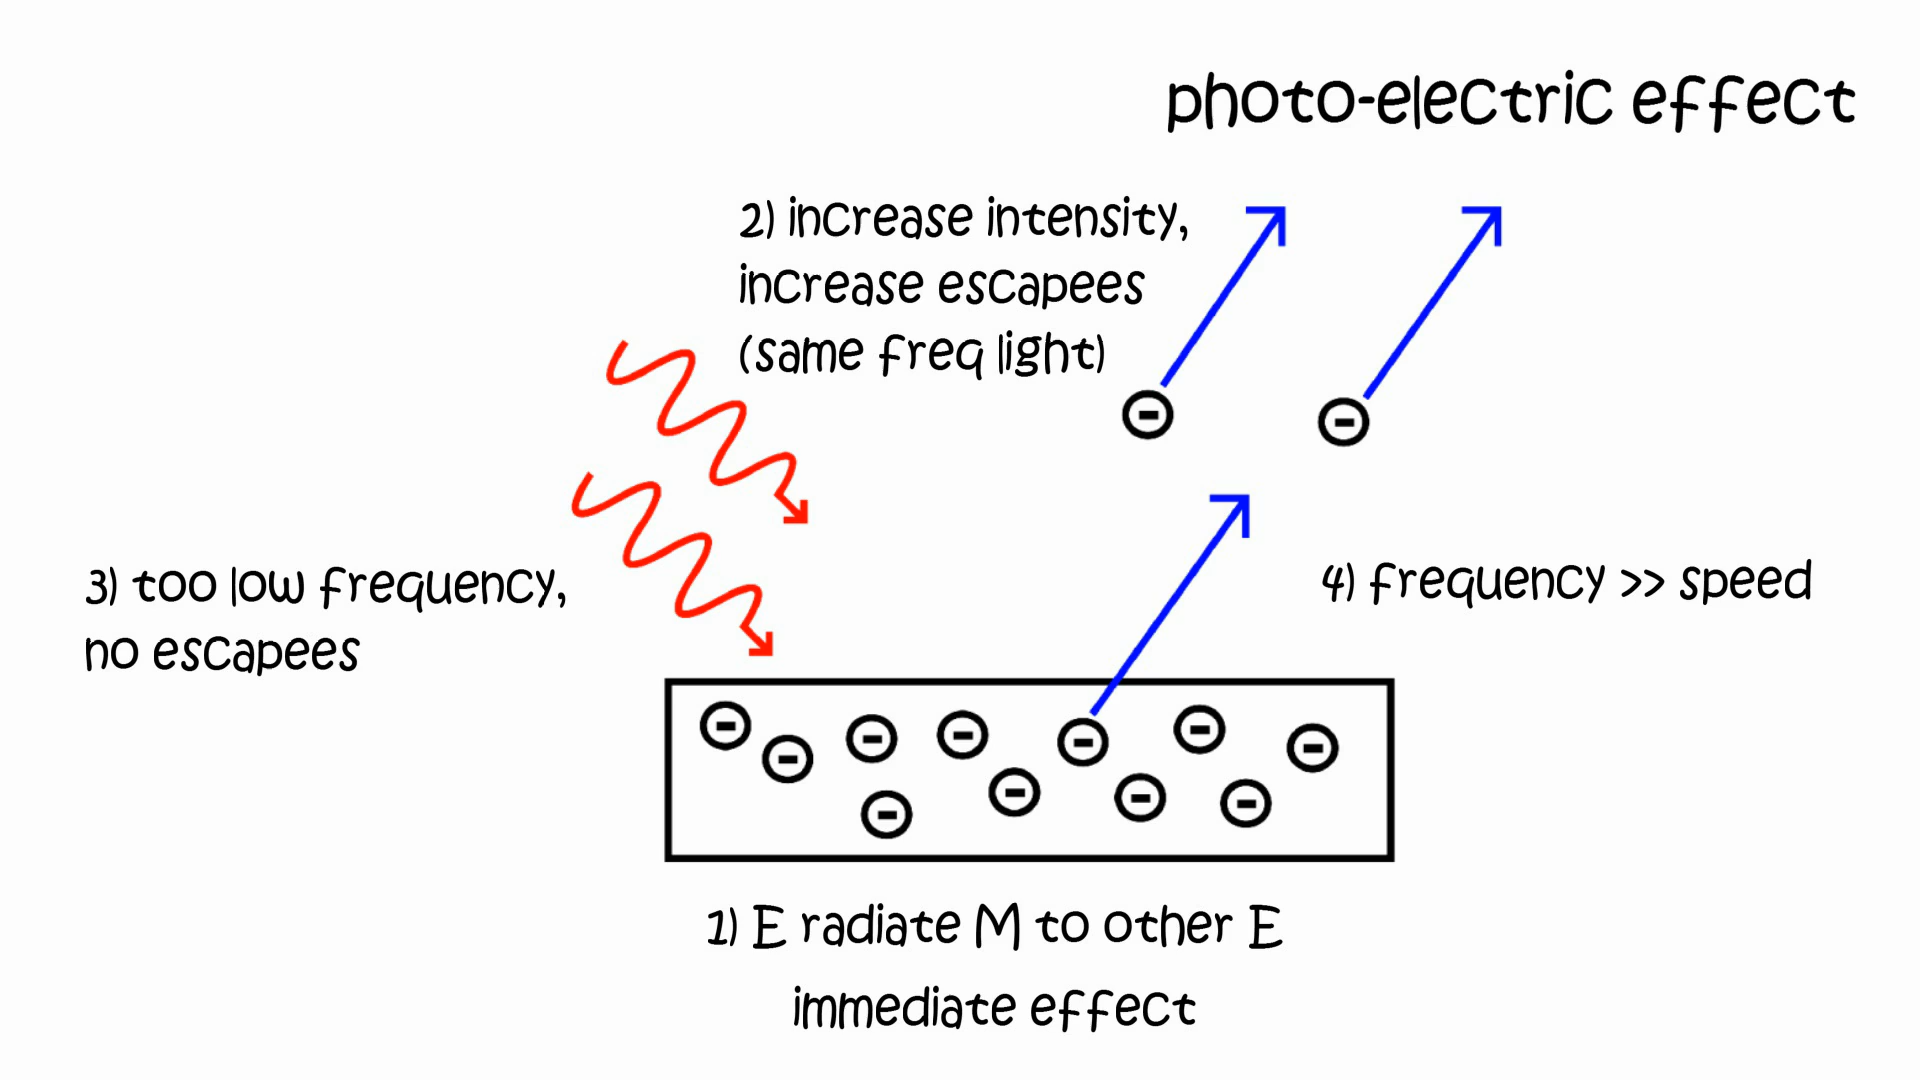 photo-electric effect
2) increase intensity,
increase escapees
(same freq light)
3) too low frequency,
no escapees
4) frequency >> speed
1) E radiate M to other E
immediate effect